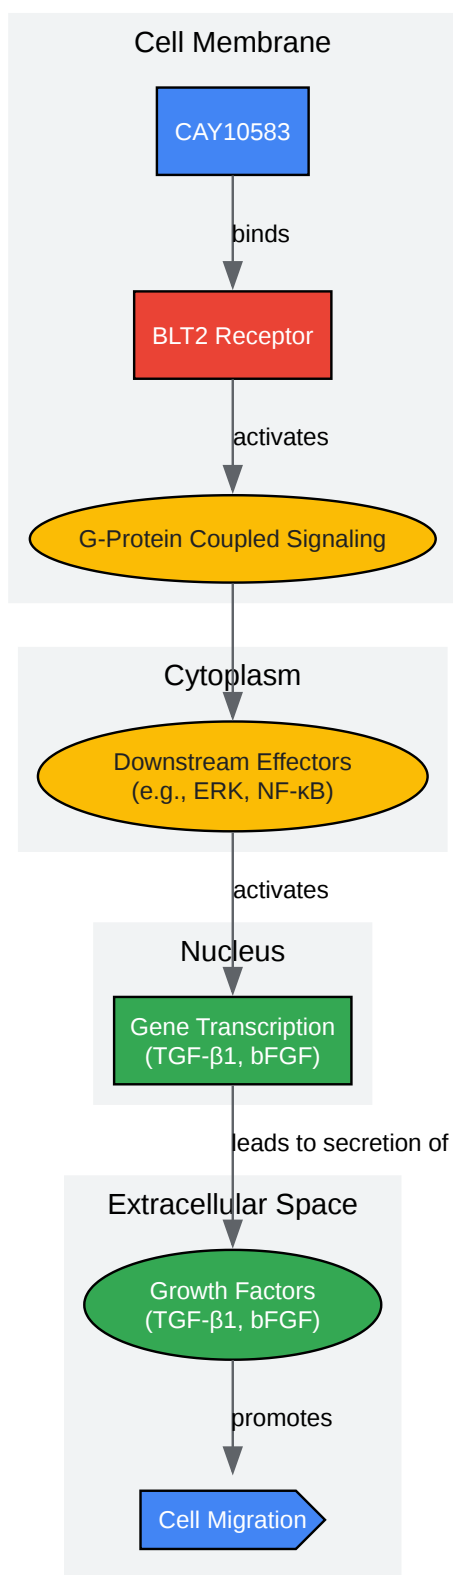 Cell Membrane
CAY10583
binds
BLT2 Receptor
activates
G-Protein Coupled Signaling
Cytoplasm
Downstream Effectors
(e.g., ERK, NF-κB)
activates
Nucleus
Gene Transcription
(TGF-β1, bFGF)
leads to secretion of
Extracellular Space
Growth Factors
(TGF-β1, bFGF)
promotes
Cell Migration